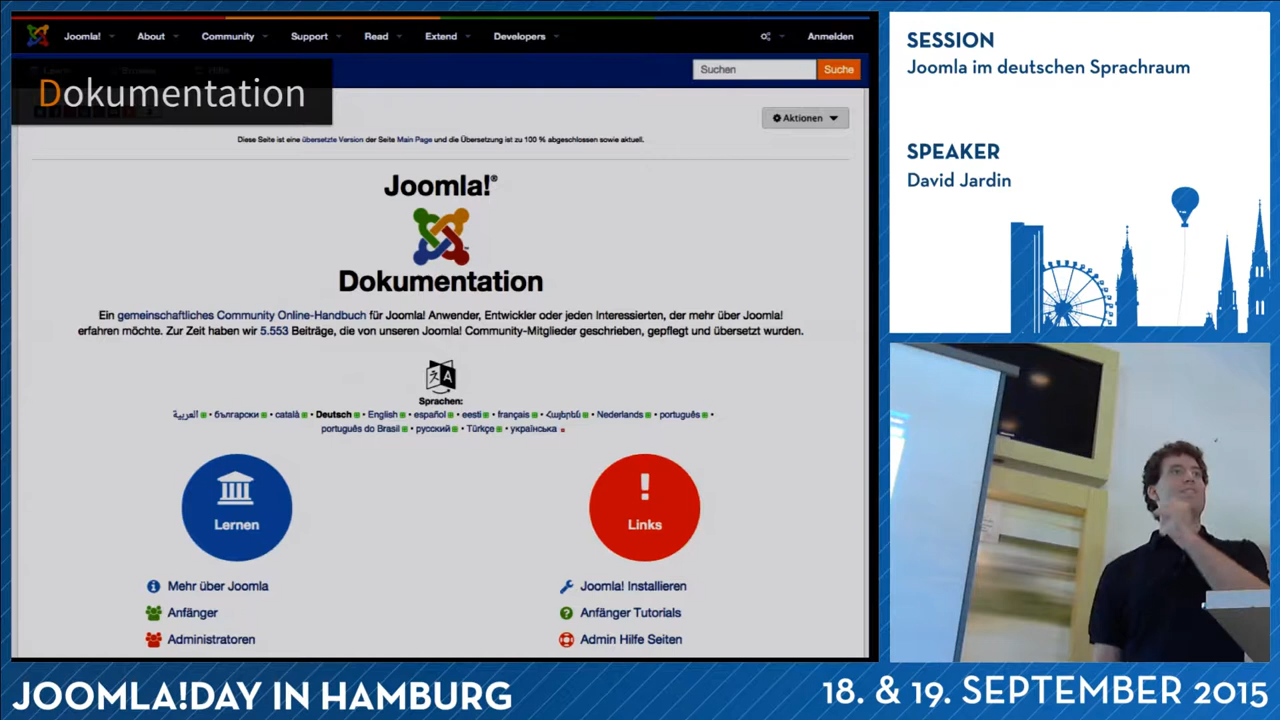 Joomla! About Community Support Read Extend Developers Anmelden
Suchen Suche
Dokumentation
Aktionen
Diese Seite ist eine übersetzte Version der Seite Main Page und die Übersetzung ist zu 100 % abgeschlossen sowie aktuell.
Joomla!®
Dokumentation
Ein gemeinschaftliches Community Online-Handbuch für Joomla! Anwender, Entwickler oder jeden Interessierten, der mehr über Joomla!
erfahren möchte. Zur Zeit haben wir 5.553 Beiträge, die von unseren Joomla! Community-Mitgliedern geschrieben, gepflegt und übersetzt wurden.
Sprachen:
العربية • български • català • Deutsch • English • español • eesti • français • Հայերեն • Nederlands • português •
português do Brasil • русский • Türkçe • українська
Lernen
Links
Mehr über Joomla
Anfänger
Administratoren
Joomla! Installieren
Anfänger Tutorials
Admin Hilfe Seiten
SESSION
Joomla im deutschen Sprachraum
SPEAKER
David Jardin
JOOMLA!DAY IN HAMBURG
18. & 19. SEPTEMBER 2015